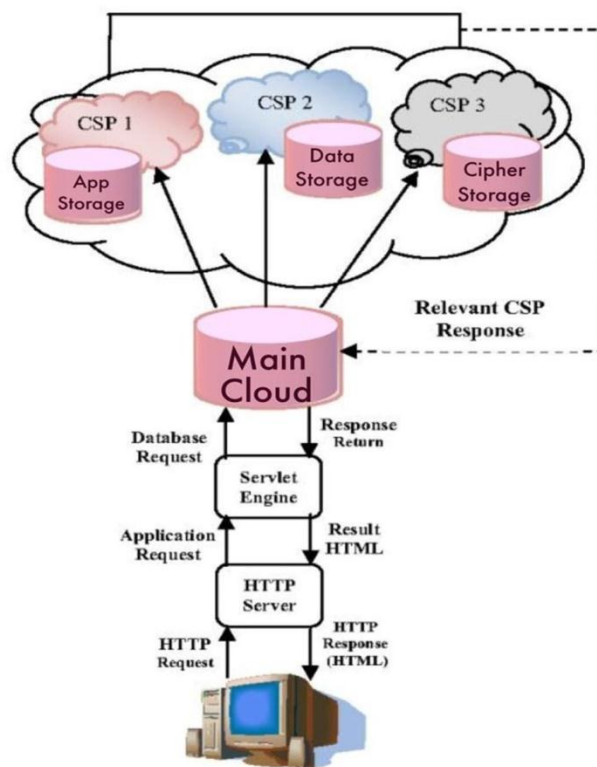 CSP 1
CSP 2
CSP 3
App
Storage
Data
Storage
Cipher
Storage
Relevant CSP
Response
Main
Cloud
Database
Request
Response
Return
Servlet
Engine
Application
Request
Result
HTML
HTTP
Server
HTTP
Request
HTTP
Response
(HTML)